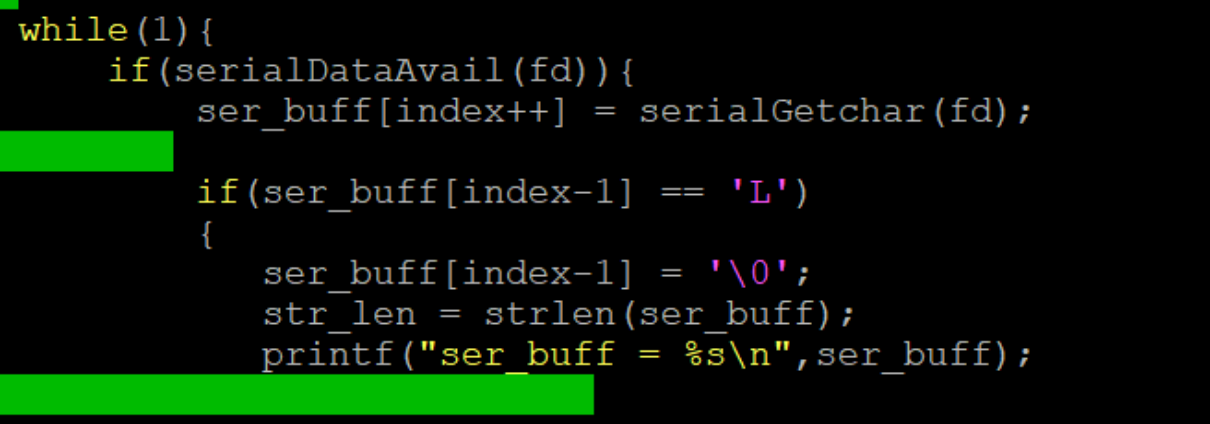 while(1){
if(serialDataAvail(fd)){
ser_buff[index++] = serialGetchar(fd);
if(ser_buff[index-1] == 'L')
{
ser_buff[index-1] = '\0';
str_len = strlen(ser_buff);
printf("ser_buff = %s\n",ser_buff);